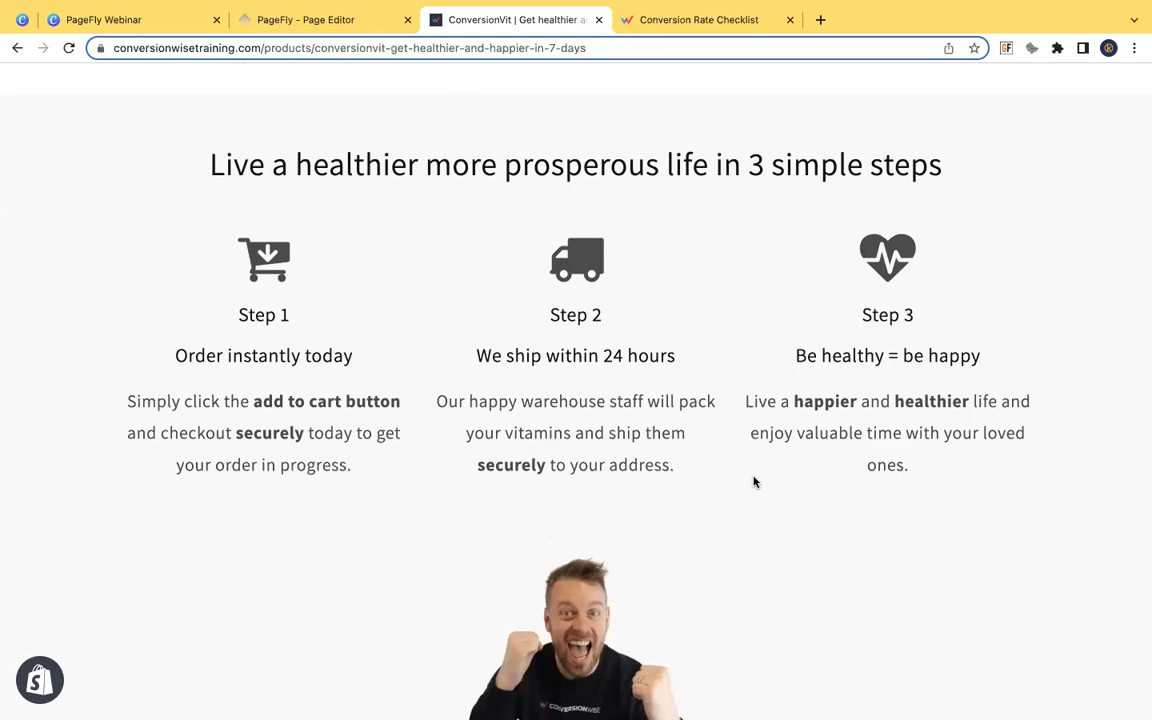 PageFly Webinar
PageFly - Page Editor
ConversionVit | Get healthier a
Conversion Rate Checklist
conversionwisetraining.com/products/conversionvit-get-healthier-and-happier-in-7-days
GF
Live a healthier more prosperous life in 3 simple steps
Step 1
Order instantly today
Simply click the add to cart button
and checkout securely today to get
your order in progress.
Step 2
We ship within 24 hours
Our happy warehouse staff will pack
your vitamins and ship them
securely to your address.
Step 3
Be healthy = be happy
Live a happier and healthier life and
enjoy valuable time with your loved
ones.
CONVERSIONWISE